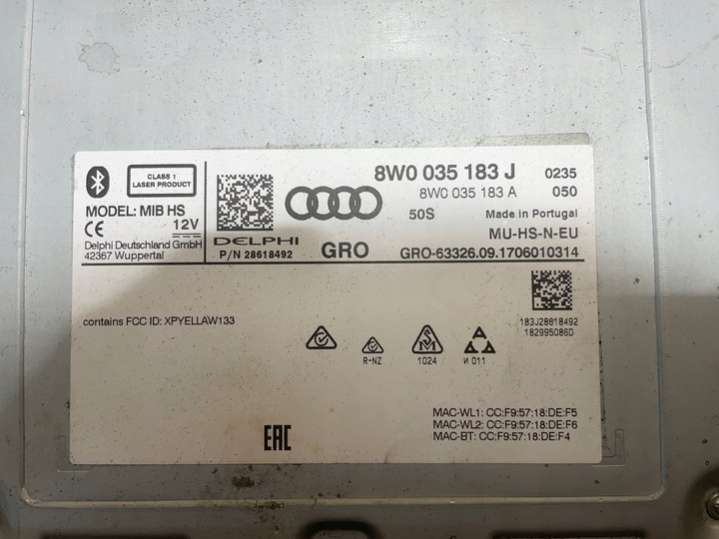 CLASS 1
LASER PRODUCT
MODEL: MIB HS
CE 12V
Delphi Deutschland GmbH
42367 Wuppertal
DELPHI
P/N 28618492
GRO
8W0 035 183 J 0235
8W0 035 183 A 050
50S Made in Portugal
MU-HS-N-EU
GRO-63326.09.1706010314
contains FCC ID: XPYELLAW133
R-NZ
SM
1024
И 011
183J28618492
182995086D
EAC
MAC-WL1: CC:F9:57:18:DE:F5
MAC-WL2: CC:F9:57:18:DE:F6
MAC-BT: CC:F9:57:18:DE:F4